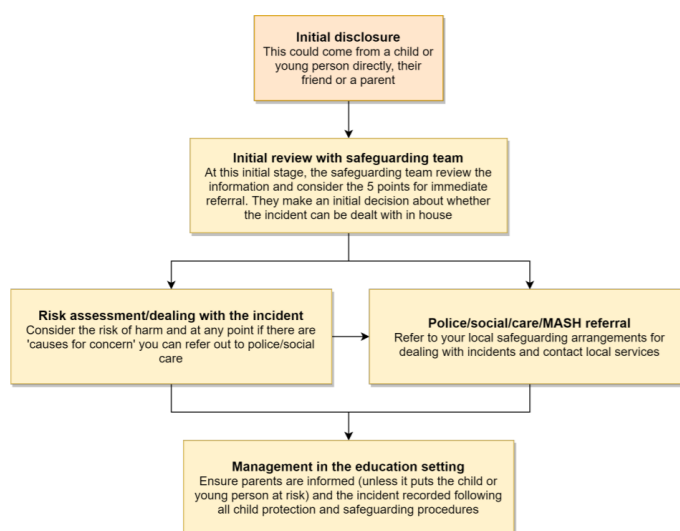 Initial disclosure
This could come from a child or
young person directly, their
friend or a parent
Initial review with safeguarding team
At this initial stage, the safeguarding team review the
information and consider the 5 points for immediate
referral. They make an initial decision about whether
the incident can be dealt with in house
Risk assessment/dealing with the incident
Consider the risk of harm and at any point if there are
'causes for concern' you can refer out to police/social
care
Police/social/care/MASH referral
Refer to your local safeguarding arrangements for
dealing with incidents and contact local services
Management in the education setting
Ensure parents are informed (unless it puts the child or
young person at risk) and the incident recorded following
all child protection and safeguarding procedures